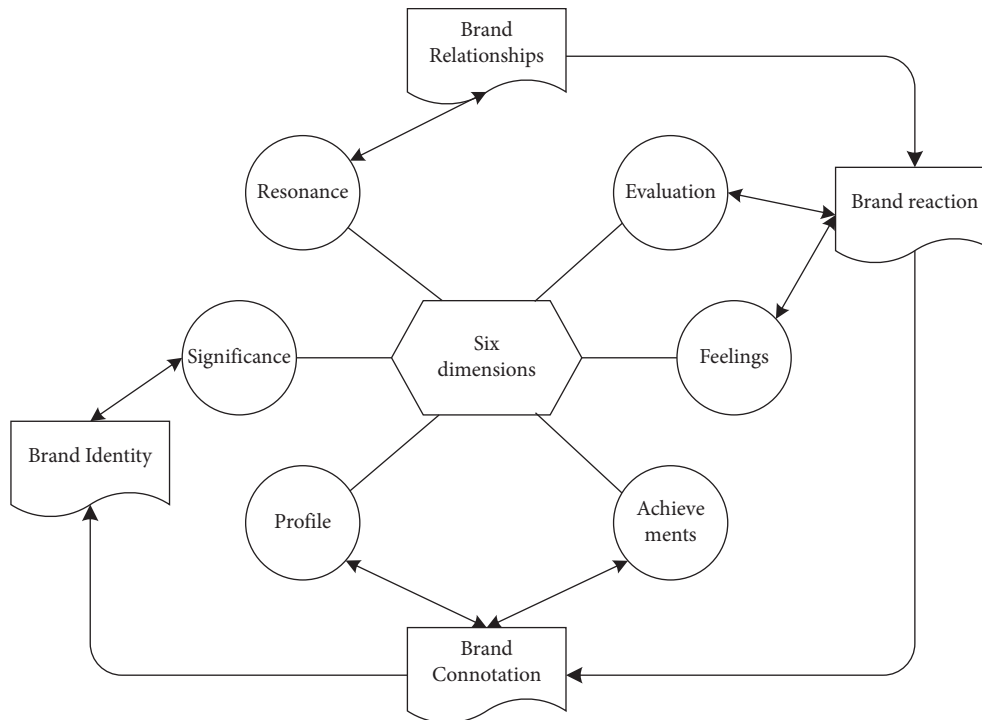 Brand
Relationships
Resonance
Evaluation
Brand reaction
Significance
Six
dimensions
Feelings
Brand Identity
Profile
Achieve
ments
Brand
Connotation